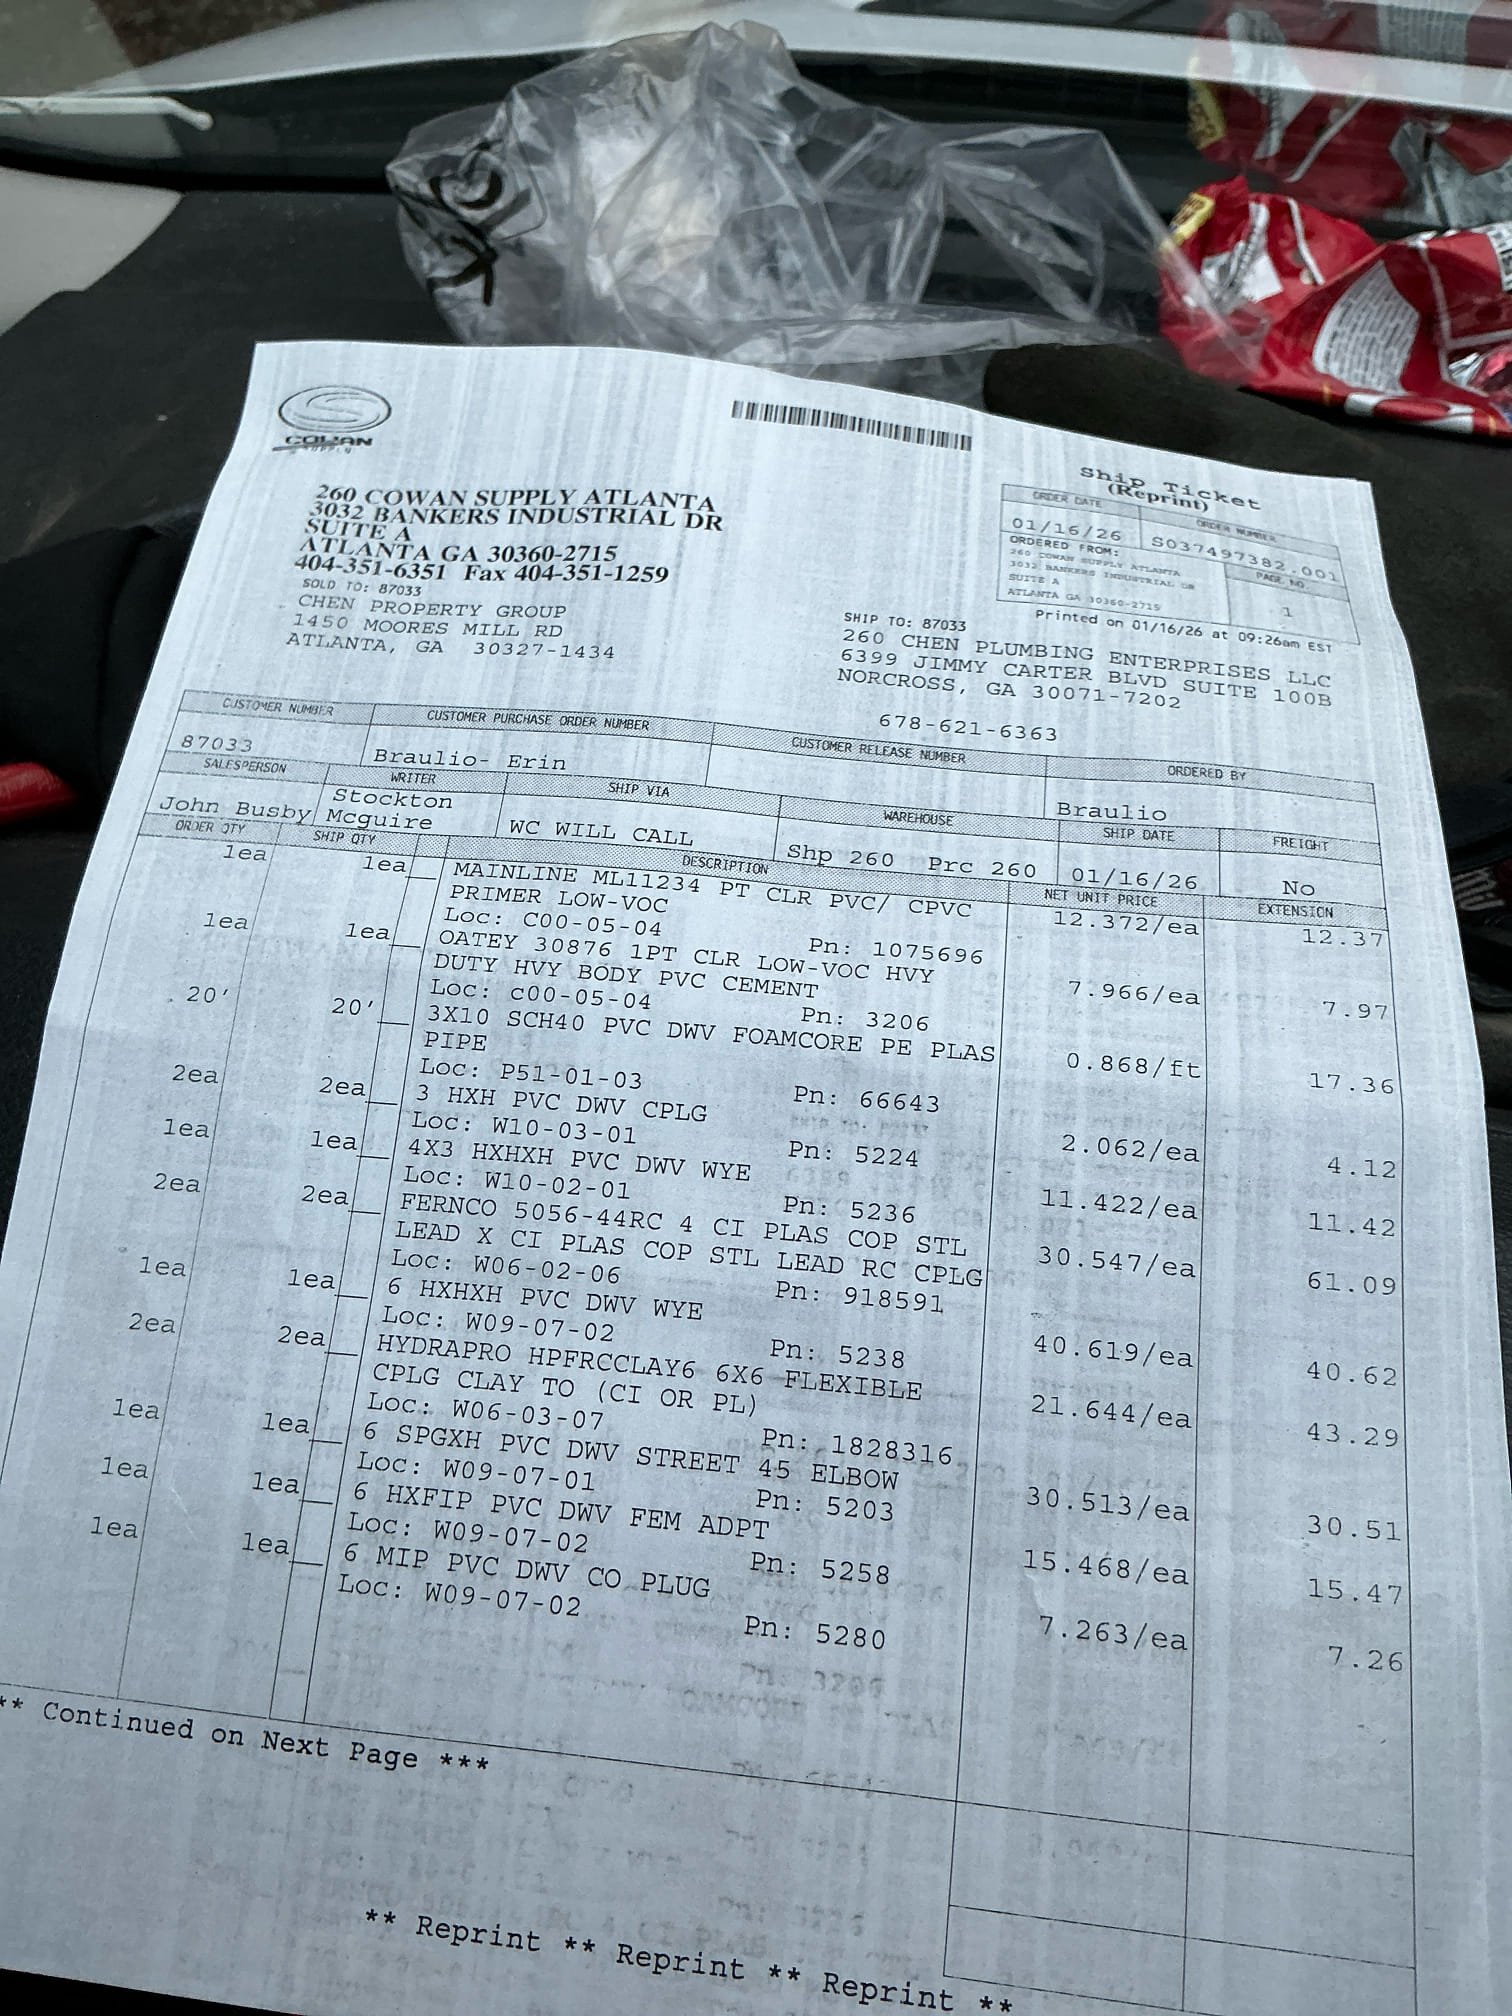 COWAN
SUPPLY
Ship Ticket
(Reprint)
260 COWAN SUPPLY ATLANTA
3032 BANKERS INDUSTRIAL DR
SUITE A
ATLANTA GA 30360-2715
404-351-6351 Fax 404-351-1259
ORDER DATE ORDER NUMBER
01/16/26 S037497382.001
ORDERED FROM: PAGE NO.
260 COWAN SUPPLY ATLANTA
3032 BANKERS INDUSTRIAL DR
SUITE A
ATLANTA GA 30360-2715 1
Printed on 01/16/26 at 09:26am EST
SOLD TO: 87033
CHEN PROPERTY GROUP
1450 MOORES MILL RD
ATLANTA, GA 30327-1434
SHIP TO: 87033
260 CHEN PLUMBING ENTERPRISES LLC
6399 JIMMY CARTER BLVD SUITE 100B
NORCROSS, GA 30071-7202
678-621-6363
CUSTOMER NUMBER CUSTOMER PURCHASE ORDER NUMBER CUSTOMER RELEASE NUMBER ORDERED BY
87033 Braulio- Erin Braulio
SALESPERSON WRITER SHIP VIA WAREHOUSE SHIP DATE FREIGHT
John Busby Stockton Mcguire WC WILL CALL Shp 260 Prc 260 01/16/26 No
ORDER QTY SHIP QTY DESCRIPTION NET UNIT PRICE EXTENSION
1ea 1ea__ MAINLINE ML11234 PT CLR PVC/ CPVC 12.372/ea 12.37
PRIMER LOW-VOC
Loc: C00-05-04 Pn: 1075696
1ea 1ea__ OATEY 30876 1PT CLR LOW-VOC HVY 7.966/ea 7.97
DUTY HVY BODY PVC CEMENT
Loc: c00-05-04 Pn: 3206
20' 20'__ 3X10 SCH40 PVC DWV FOAMCORE PE PLAS 0.868/ft 17.36
PIPE
Loc: P51-01-03 Pn: 66643
2ea 2ea__ 3 HXH PVC DWV CPLG 2.062/ea 4.12
Loc: W10-03-01 Pn: 5224
1ea 1ea__ 4X3 HXHXH PVC DWV WYE 11.422/ea 11.42
Loc: W10-02-01 Pn: 5236
2ea 2ea__ FERNCO 5056-44RC 4 CI PLAS COP STL 30.547/ea 61.09
LEAD X CI PLAS COP STL LEAD RC CPLG
Loc: W06-02-06 Pn: 918591
1ea 1ea__ 6 HXHXH PVC DWV WYE 40.619/ea 40.62
Loc: W09-07-02 Pn: 5238
2ea 2ea__ HYDRAPRO HPFRCCLAY6 6X6 FLEXIBLE 21.644/ea 43.29
CPLG CLAY TO (CI OR PL)
Loc: W06-03-07 Pn: 1828316
1ea 1ea__ 6 SPGXH PVC DWV STREET 45 ELBOW 30.513/ea 30.51
Loc: W09-07-01 Pn: 5203
1ea 1ea__ 6 HXFIP PVC DWV FEM ADPT 15.468/ea 15.47
Loc: W09-07-02 Pn: 5258
1ea 1ea__ 6 MIP PVC DWV CO PLUG 7.263/ea 7.26
Loc: W09-07-02 Pn: 5280
** Continued on Next Page ***
** Reprint ** Reprint ** Reprint **